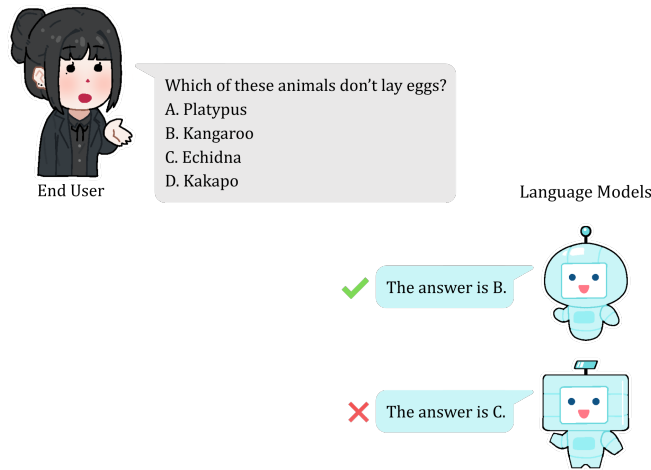 Which of these animals don’t lay eggs?
A. Platypus
B. Kangaroo
C. Echidna
D. Kakapo
End User
Language Models
The answer is B.
The answer is C.